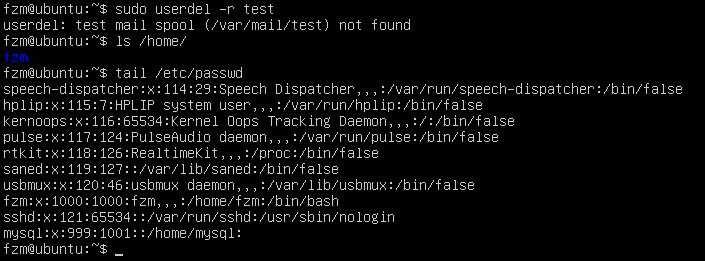 fzm@ubuntu:~$ sudo userdel -r test
userdel: test mail spool (/var/mail/test) not found
fzm@ubuntu:~$ ls /home/
fzm
fzm@ubuntu:~$ tail /etc/passwd
speech-dispatcher:x:114:29:Speech Dispatcher,,,:/var/run/speech-dispatcher:/bin/false
hplip:x:115:7:HPLIP system user,,,:/var/run/hplip:/bin/false
kernoops:x:116:65534:Kernel Oops Tracking Daemon,,,:/:/bin/false
pulse:x:117:124:PulseAudio daemon,,,:/var/run/pulse:/bin/false
rtkit:x:118:126:RealtimeKit,,,:/proc:/bin/false
saned:x:119:127::/var/lib/saned:/bin/false
usbmux:x:120:46:usbmux daemon,,,:/var/lib/usbmux:/bin/false
fzm:x:1000:1000:fzm,,,:/home/fzm:/bin/bash
sshd:x:121:65534::/var/run/sshd:/usr/sbin/nologin
mysql:x:999:1001::/home/mysql:
fzm@ubuntu:~$ _